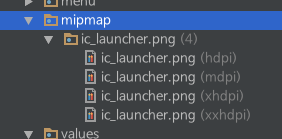 menu
mipmap
ic_launcher.png (4)
ic_launcher.png (hdpi)
ic_launcher.png (mdpi)
ic_launcher.png (xhdpi)
ic_launcher.png (xxhdpi)
values